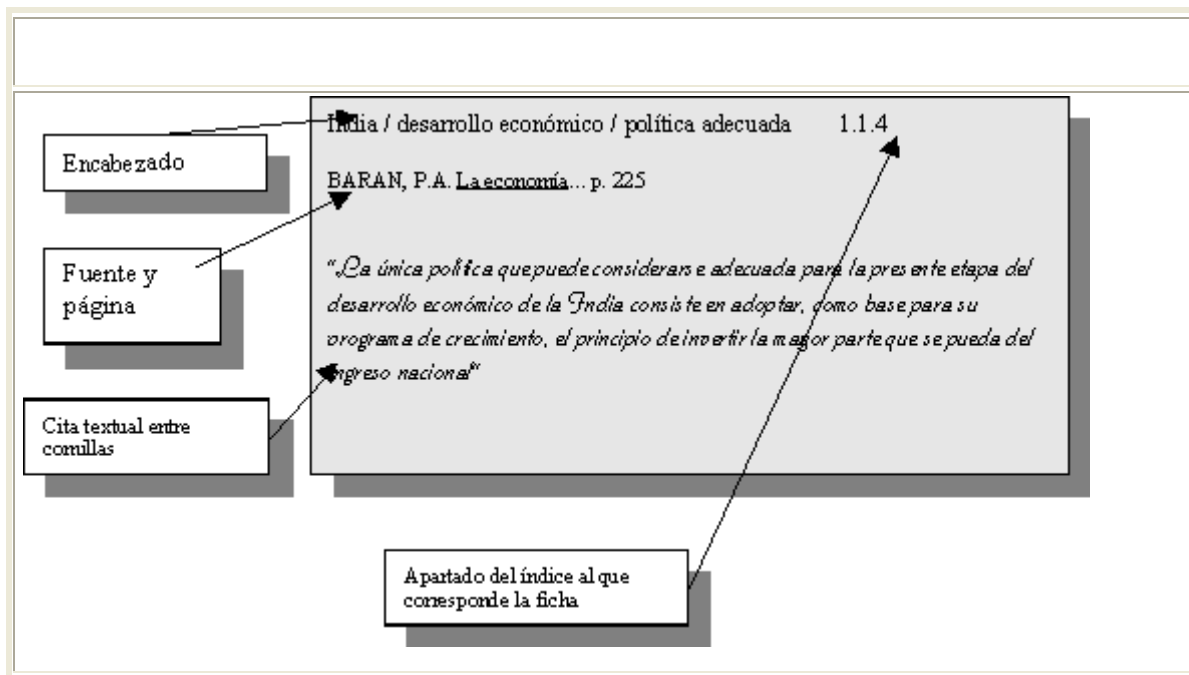 India / desarrollo económico / política adecuada 1.1.4
Encabezado
BARAN, P.A. La economía... p. 225
Fuente y
página
"La única política que puede considerarse adecuada para la presente etapa del
desarrollo económico de la India consiste en adoptar, como base para su
programa de crecimiento, el principio de invertir la mayor parte que se pueda del
ingreso nacional"
Cita textual entre
comillas
Apartado del índice al que
corresponde la ficha